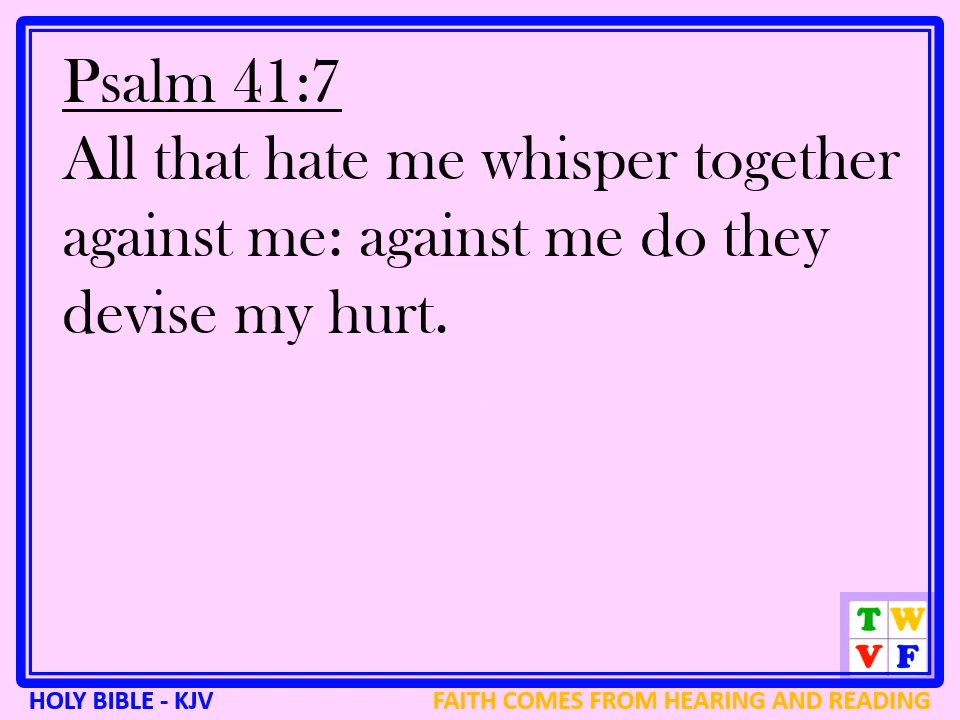 Psalm 41:7
All that hate me whisper together
against me: against me do they
devise my hurt.
T W
V F
HOLY BIBLE - KJV
FAITH COMES FROM HEARING AND READING